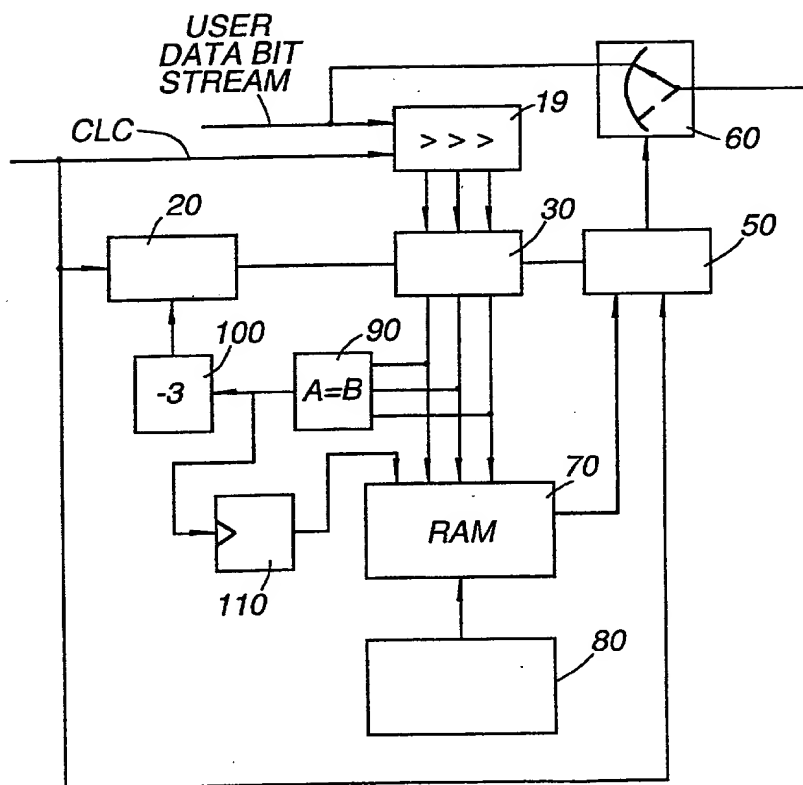 USER
DATA BIT
STREAM
19
CLC
> > >
60
20
30
50
100
90
-3
A=B
70
RAM
110
80